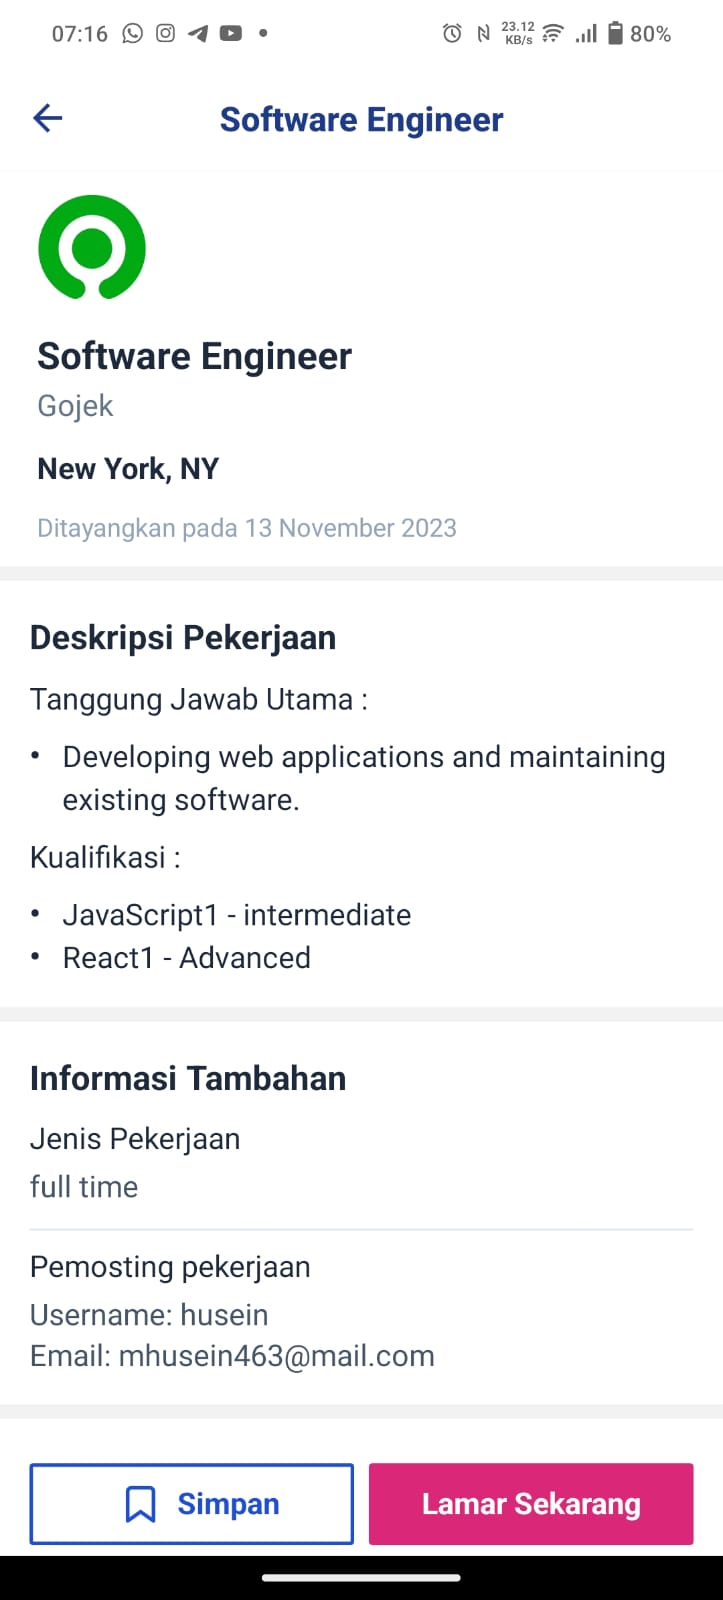 07:16
23.12
KB/s
80%
Software Engineer
Software Engineer
Gojek
New York, NY
Ditayangkan pada 13 November 2023
Deskripsi Pekerjaan
Tanggung Jawab Utama :
• Developing web applications and maintaining
existing software.
Kualifikasi :
• JavaScript1 - intermediate
• React1 - Advanced
Informasi Tambahan
Jenis Pekerjaan
full time
Pemosting pekerjaan
Username: husein
Email: mhusein463@mail.com
Simpan
Lamar Sekarang